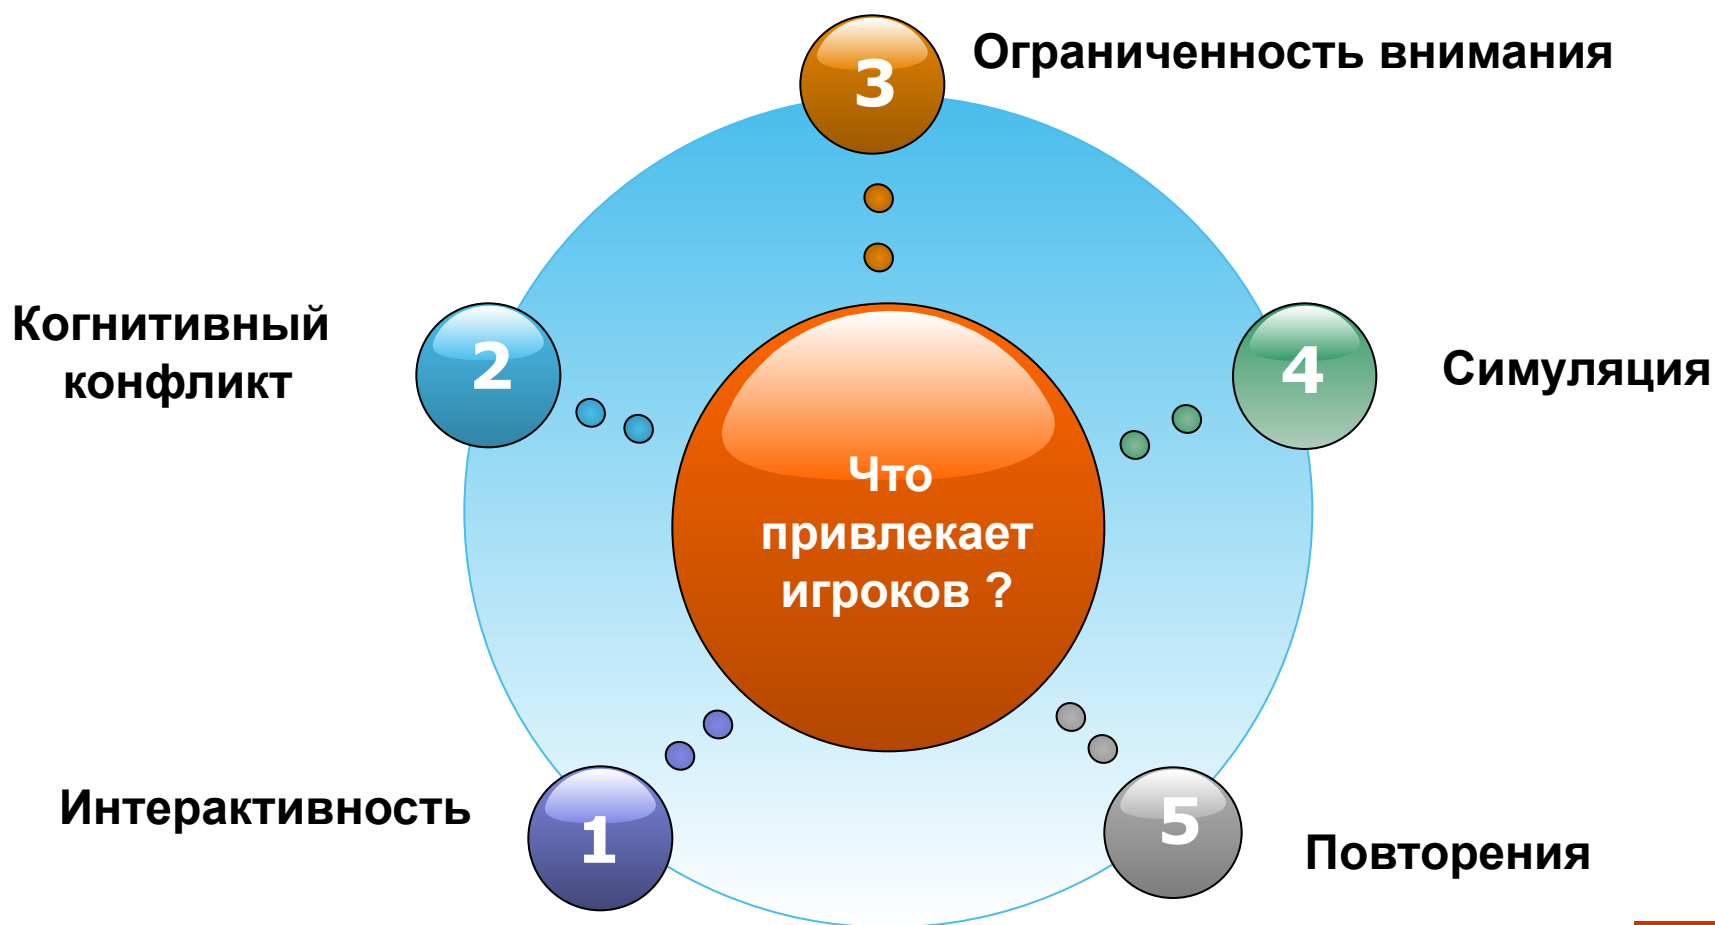 3
Ограниченность внимания
Когнитивный
конфликт
2
4
Симуляция
Что
привлекает
игроков ?
Интерактивность
1
5
Повторения